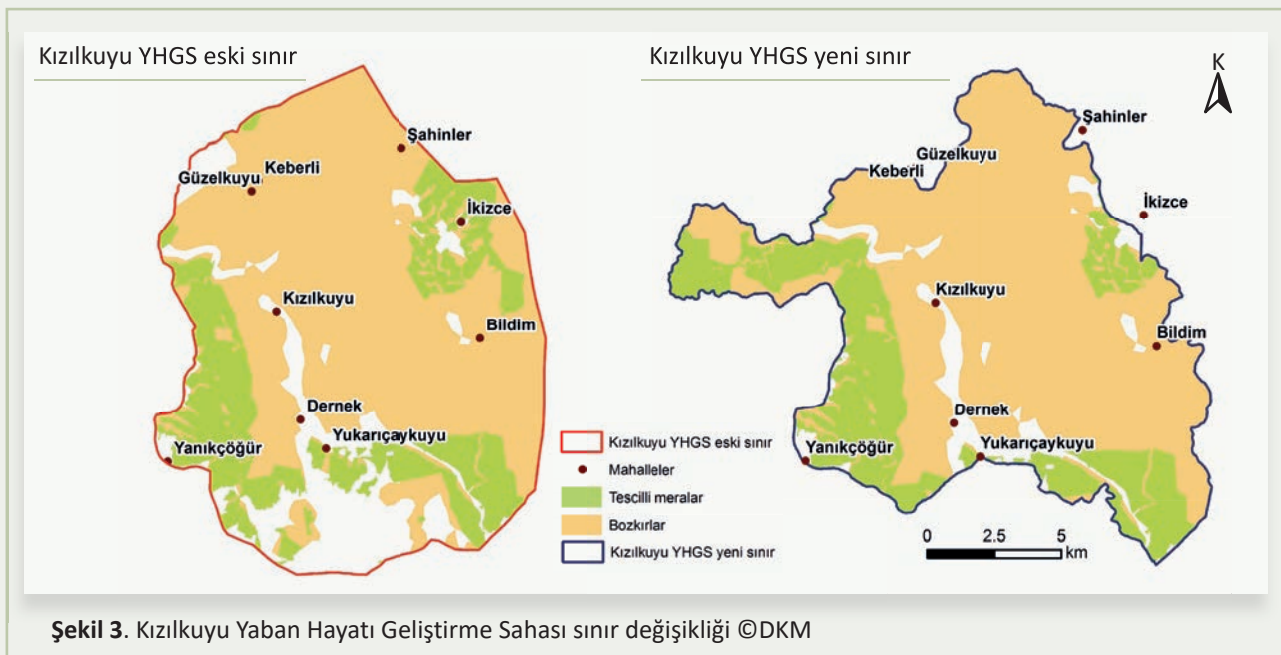 Kızılkuyu YHGS eski sınır
Şahinler
Keberli
Güzelkuyu
İkizce
Kızılkuyu
Bildim
Dernek
Yukarıçaykuyu
Yanıkçöğür
Kızılkuyu YHGS yeni sınır
K
Şahinler
Güzelkuyu
Keberli
İkizce
Kızılkuyu
Bildim
Dernek
Yukarıçaykuyu
Yanıkçöğür
Kızılkuyu YHGS eski sınır
Mahalleler
Tescilli meralar
Bozkırlar
Kızılkuyu YHGS yeni sınır
0 2.5 5
km
Şekil 3. Kızılkuyu Yaban Hayatı Geliştirme Sahası sınır değişikliği ©DKM